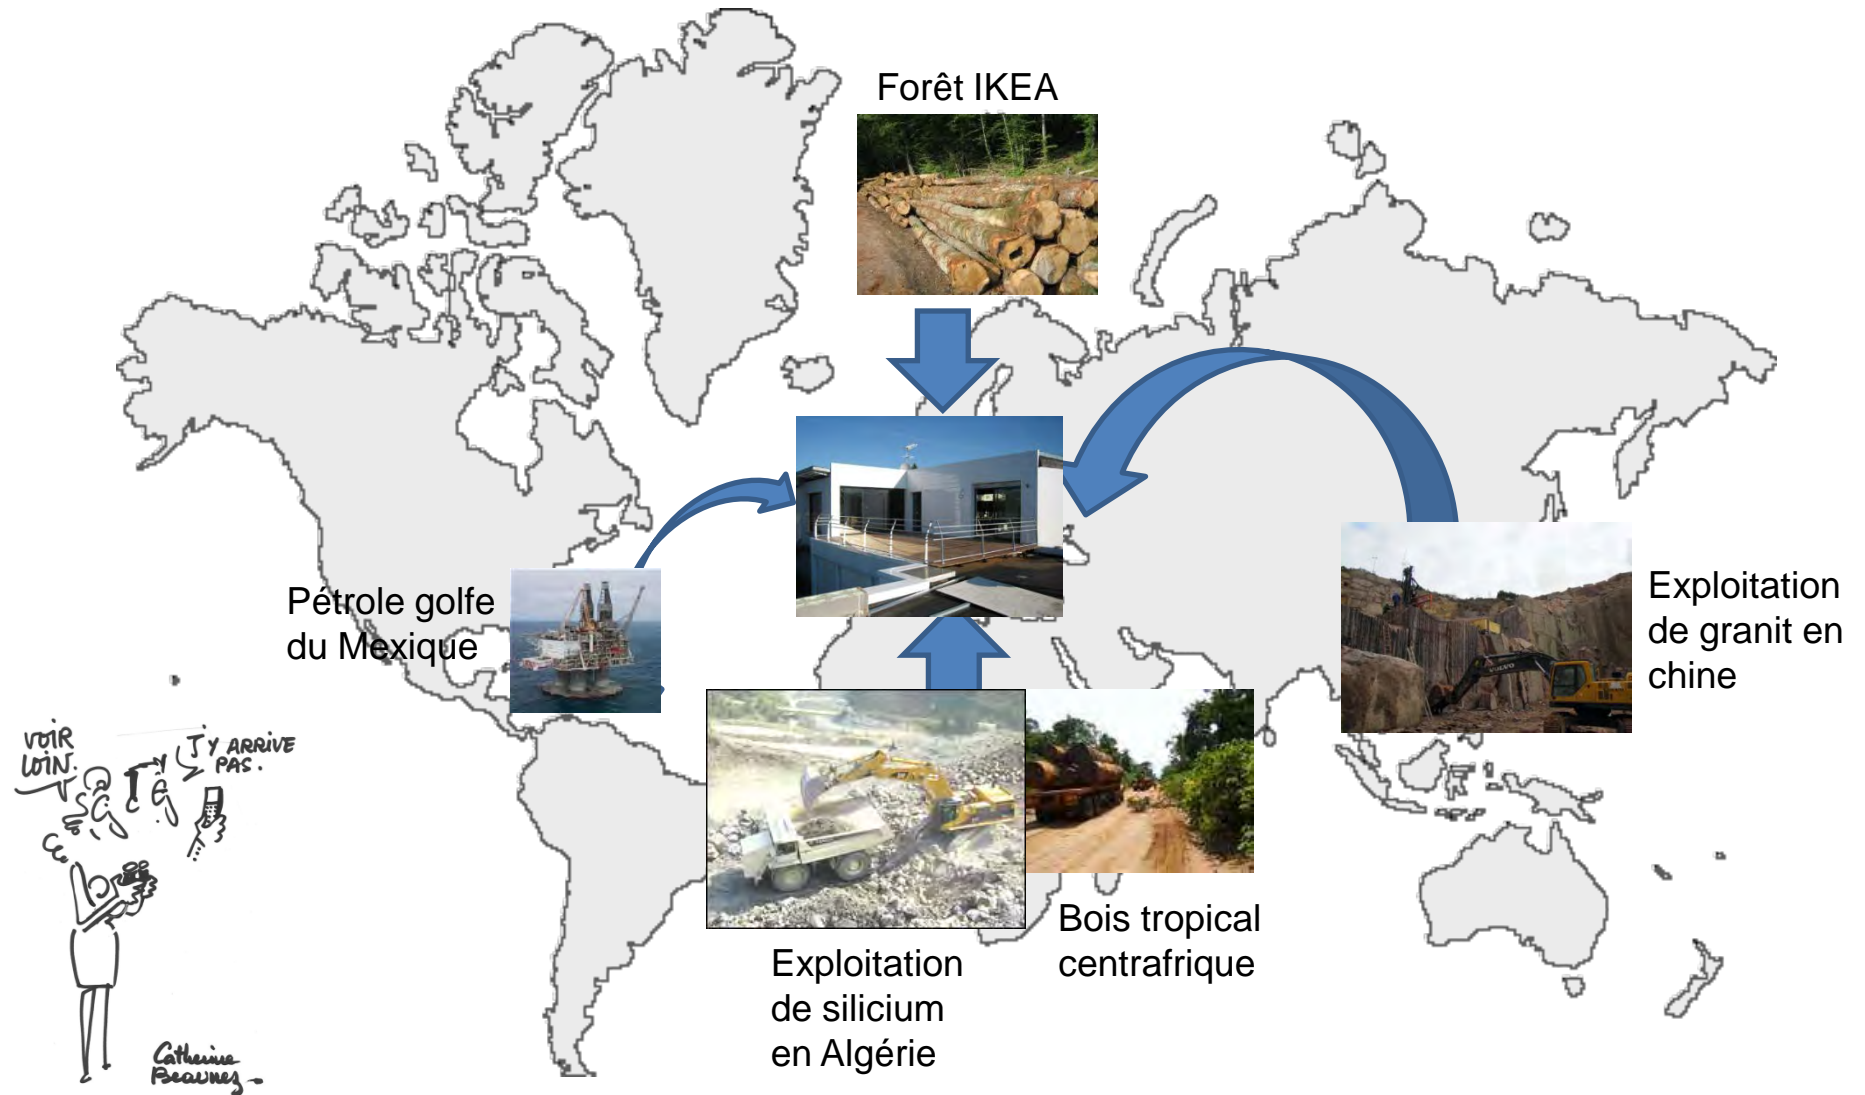 Forêt IKEA
Pétrole golfe
du Mexique
Exploitation
de granit en
chine
VOLVO
VOIR
LOIN.
J'Y ARRIVE
PAS.
Bois tropical
centrafrique
Exploitation
de silicium
en Algérie
Catherine
Beaunez